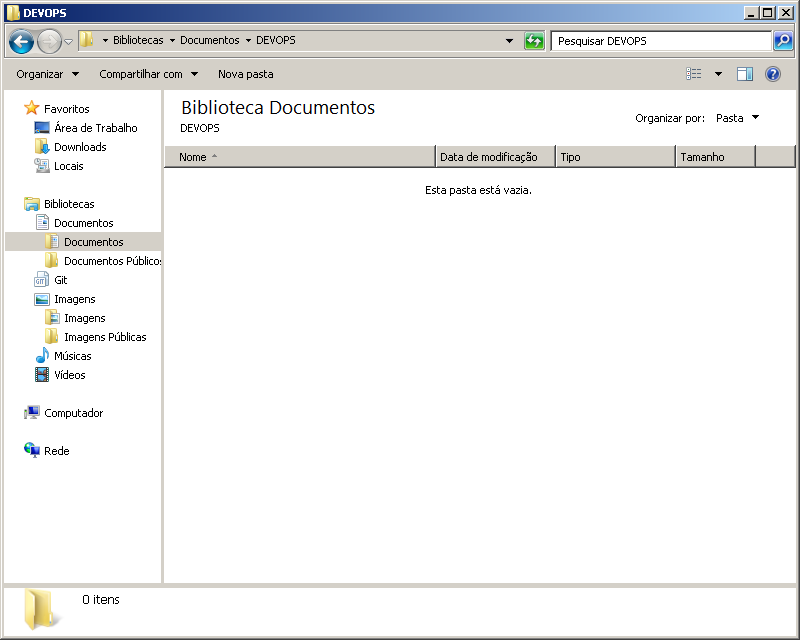 DEVOPS
Bibliotecas Documentos DEVOPS
Pesquisar DEVOPS
Organizar Compartilhar com Nova pasta
Favoritos
Área de Trabalho
Downloads
Locais
Bibliotecas
Documentos
Documentos
Documentos Públicos
Git
Imagens
Imagens
Imagens Públicas
Músicas
Vídeos
Computador
Rede
Biblioteca Documentos
DEVOPS
Organizar por: Pasta
Nome Data de modificação Tipo Tamanho
Esta pasta está vazia.
0 itens